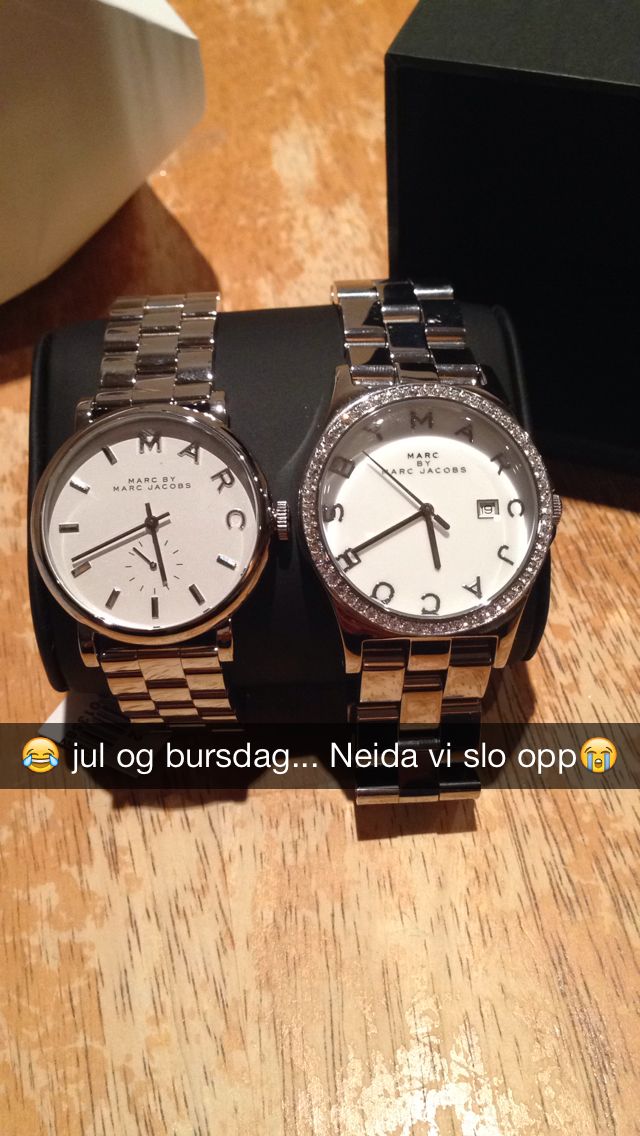 MARC
MARC BY
MARC JACOBS
BY MARC JACOBS
MARC
BY
MARC JACOBS
19
😂 jul og bursdag... Neida vi slo opp😭